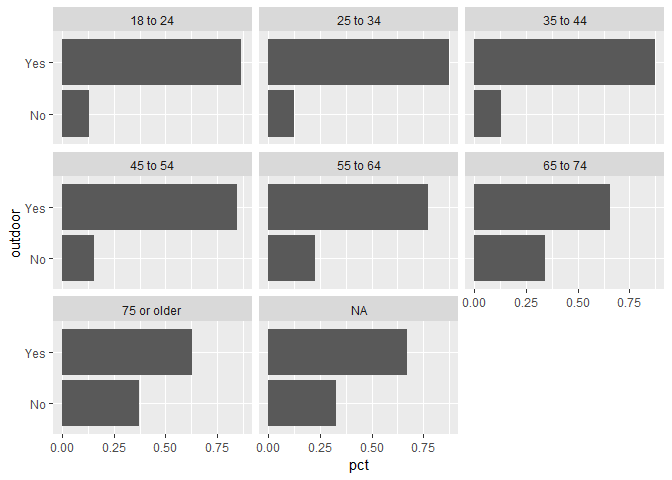 18 to 24
25 to 34
35 to 44
Yes
No
45 to 54
55 to 64
65 to 74
outdoor
Yes
No
0.00 0.25 0.50 0.75
75 or older
NA
Yes
No
0.00 0.25 0.50 0.75
0.00 0.25 0.50 0.75
pct